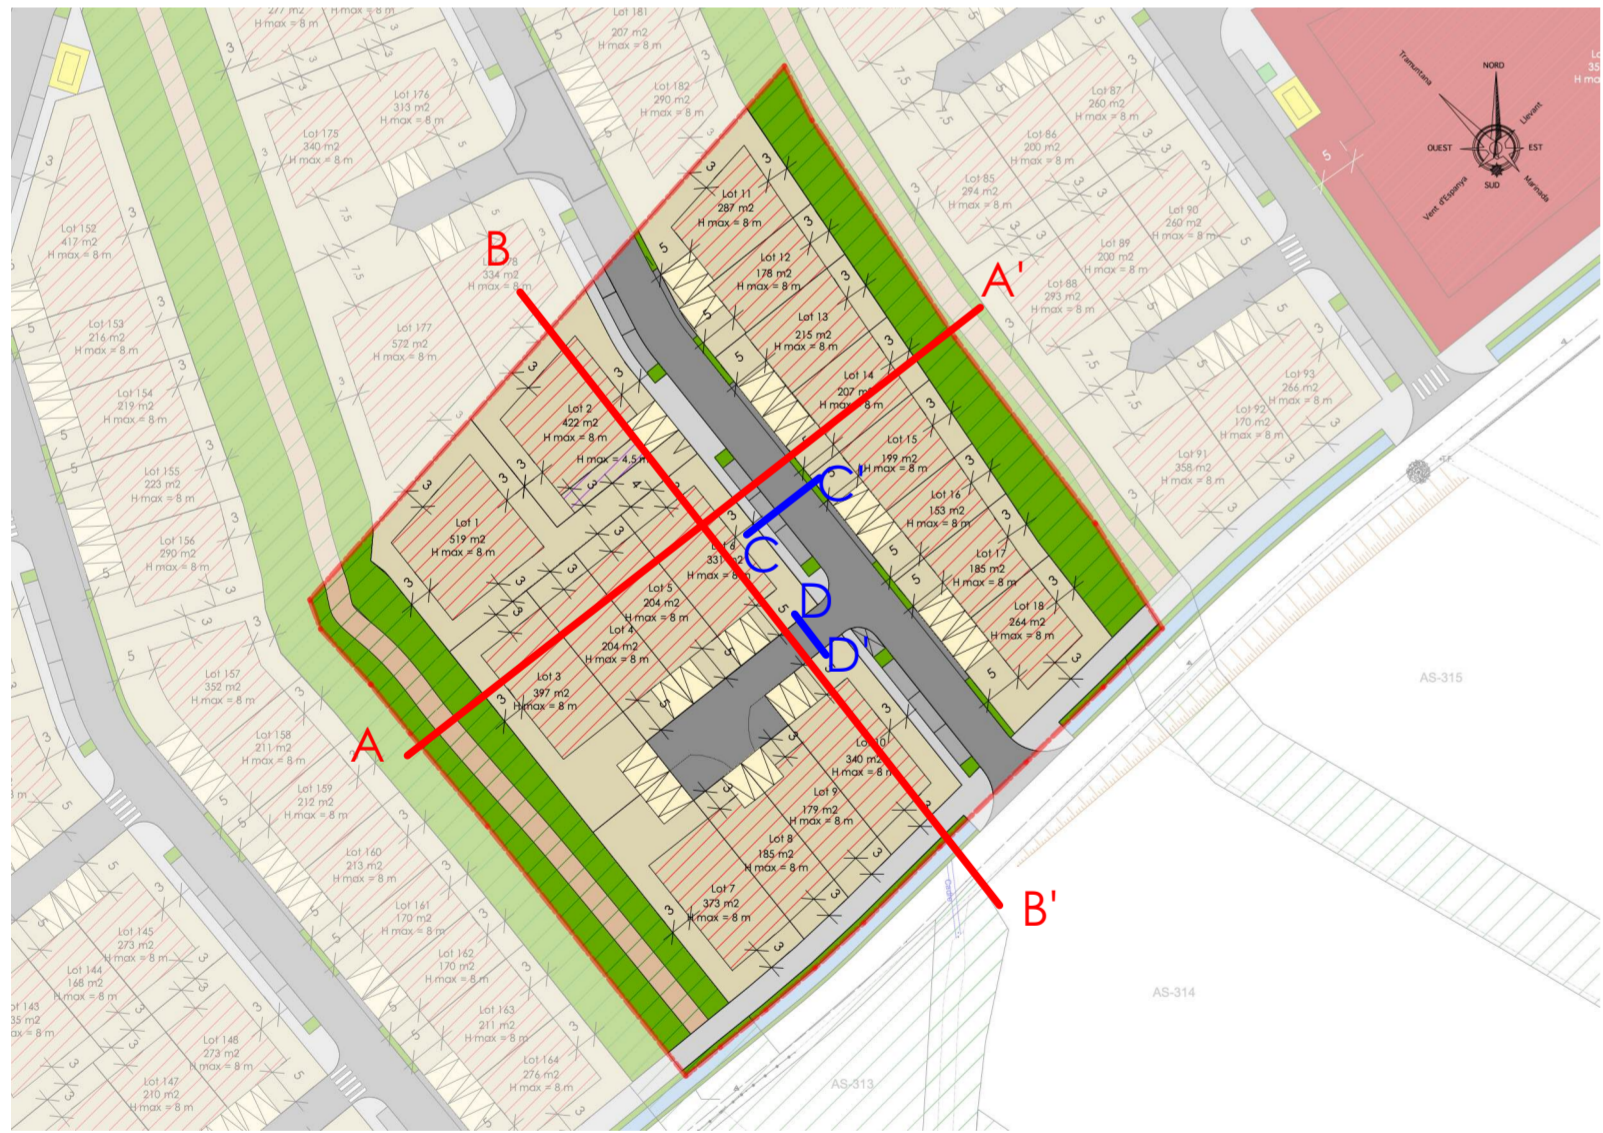 277 m2
H max = 8 m
H max = 8 m
Lot 181
207 m2
H max = 8 m
Lot 182
290 m2
H max = 8 m
Lot 176
313 m2
H max = 8 m
Lot 175
340 m2
H max = 8 m
Lot 87
260 m2
H max = 8 m
Lot 86
200 m2
H max = 8 m
Lot 85
294 m2
H max = 8 m
Lot 90
260 m2
H max = 8 m
Lot 89
200 m2
H max = 8 m
Lot 88
293 m2
H max = 8 m
Tramuntana
NORD
Llevant
OUEST
EST
Vent d'Espanya
SUD
Marinada
Lot 152
417 m2
H max = 8 m
334 m2
H max = 8 m
Lot 177
572 m2
H max = 8 m
Lot 153
216 m2
H max = 8 m
Lot 154
219 m2
H max = 8 m
Lot 155
223 m2
H max = 8 m
Lot 156
290 m2
H max = 8 m
Lot 11
287 m2
H max = 8 m
Lot 12
178 m2
H max = 8 m
Lot 13
215 m2
H max = 8 m
Lot 14
207 m2
H max = 8 m
Lot 15
199 m2
H max = 8 m
Lot 16
153 m2
H max = 8 m
Lot 17
185 m2
H max = 8 m
Lot 18
264 m2
H max = 8 m
B
A'
Lot 2
422 m2
H max = 8 m
H max = 4,5 m
Lot 1
519 m2
H max = 8 m
C'
C
Lot 6
331 m2
H max = 8 m
Lot 5
204 m2
H max = 8 m
Lot 4
204 m2
H max = 8 m
Lot 3
397 m2
H max = 8 m
D
D'
A
Lot 93
266 m2
H max = 8 m
Lot 92
170 m2
H max = 8 m
Lot 91
358 m2
H max = 8 m
Lot 157
352 m2
H max = 8 m
Lot 158
211 m2
H max = 8 m
Lot 159
212 m2
H max = 8 m
Lot 160
213 m2
H max = 8 m
Lot 161
170 m2
H max = 8 m
Lot 162
170 m2
H max = 8 m
Lot 163
211 m2
H max = 8 m
Lot 164
276 m2
H max = 8 m
Lot 10
340 m2
H max = 8 m
Lot 9
179 m2
H max = 8 m
Lot 8
185 m2
H max = 8 m
Lot 7
373 m2
H max = 8 m
B'
AS-315
AS-314
AS-313
Lot 145
273 m2
H max = 8 m
Lot 144
168 m2
H max = 8 m
Lot 148
273 m2
H max = 8 m
Lot 147
210 m2
H max = 8 m